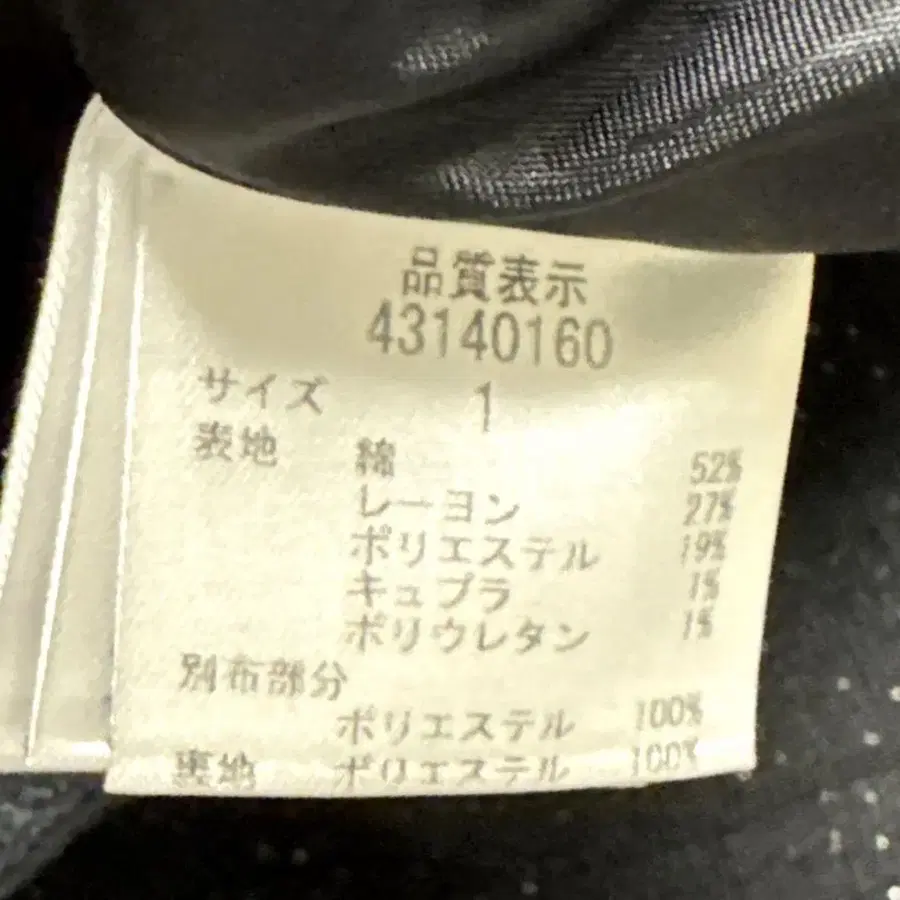 品質表示
43140160
サイズ 1
表地 綿 52%
レーヨン 27%
ポリエステル 19%
キュプラ 1%
ポリウレタン 1%
別布部分
ポリエステル 100%
裏地 ポリエステル 100%